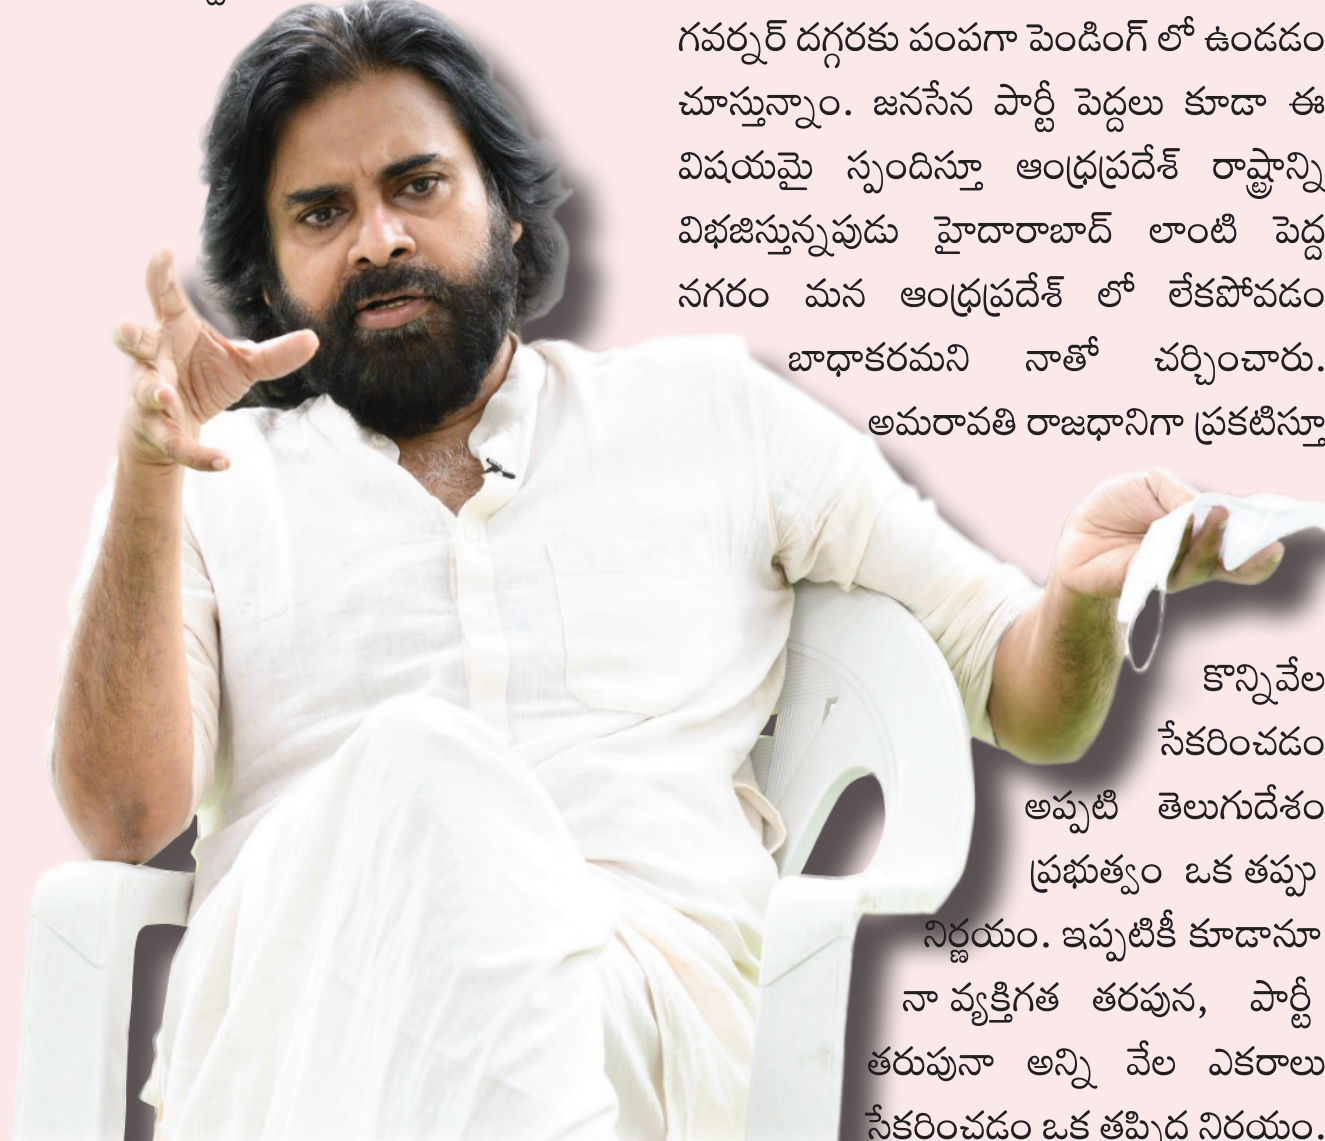 గవర్నర్ దగ్గరకు పంపగా పెండింగ్ లో ఉండడం
చూస్తున్నాం. జనసేన పార్టీ పెద్దలు కూడా ఈ
విషయమై స్పందిస్తూ ఆంధ్రప్రదేశ్ రాష్ట్రాన్ని
విభజిస్తున్నపుడు హైదారాబాద్ లాంటి పెద్ద
నగరం మన ఆంధ్రప్రదేశ్ లో లేకపోవడం
బాధాకరమని నాతో చర్చించారు.
అమరావతి రాజధానిగా ప్రకటిస్తూ
కొన్నివేల
సేకరించడం
అప్పటి తెలుగుదేశం
ప్రభుత్వం ఒక తప్పు
నిర్ణయం. ఇప్పటికీ కూడానూ
నా వ్యక్తిగత తరపున, పార్టీ
తరుపునా అన్ని వేల ఎకరాలు
సేకరించడం ఒక తప్పిద నిర్ణయం.